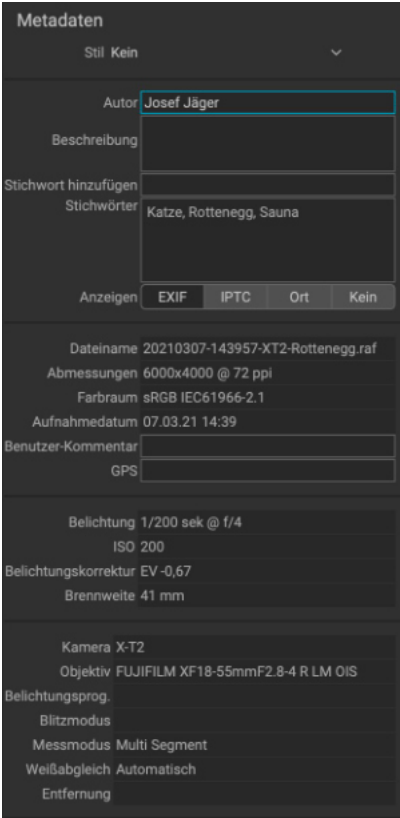 Metadaten
Stil Kein
Autor Josef Jäger
Beschreibung
Stichwort hinzufügen
Stichwörter Katze, Rottenegg, Sauna
Anzeigen EXIF IPTC Ort Kein
Dateiname 20210307-143957-XT2-Rottenegg.raf
Abmessungen 6000x4000 @ 72 ppi
Farbraum sRGB IEC61966-2.1
Aufnahmedatum 07.03.21 14:39
Benutzer-Kommentar
GPS
Belichtung 1/200 sek @ f/4
ISO 200
Belichtungskorrektur EV -0,67
Brennweite 41 mm
Kamera X-T2
Objektiv FUJIFILM XF18-55mmF2.8-4 R LM OIS
Belichtungsprog.
Blitzmodus
Messmodus Multi Segment
Weißabgleich Automatisch
Entfernung